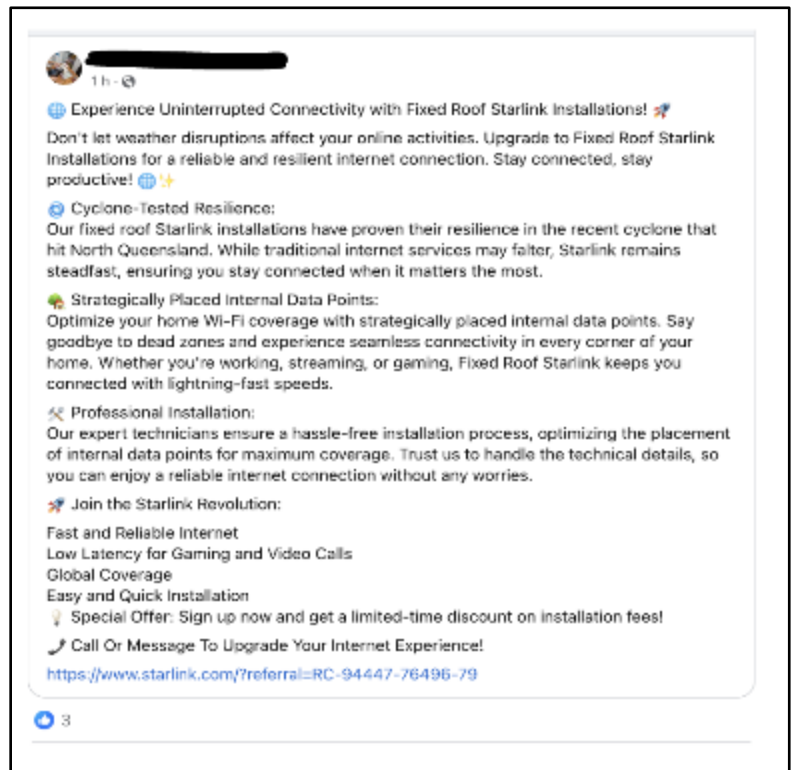 1h ·
🌐 Experience Uninterrupted Connectivity with Fixed Roof Starlink Installations! 🚀
Don't let weather disruptions affect your online activities. Upgrade to Fixed Roof Starlink
Installations for a reliable and resilient internet connection. Stay connected, stay
productive! 🌐✨
🌀 Cyclone-Tested Resilience:
Our fixed roof Starlink installations have proven their resilience in the recent cyclone that
hit North Queensland. While traditional internet services may falter, Starlink remains
steadfast, ensuring you stay connected when it matters the most.
🏡 Strategically Placed Internal Data Points:
Optimize your home Wi-Fi coverage with strategically placed internal data points. Say
goodbye to dead zones and experience seamless connectivity in every corner of your
home. Whether you're working, streaming, or gaming, Fixed Roof Starlink keeps you
connected with lightning-fast speeds.
🛠️ Professional Installation:
Our expert technicians ensure a hassle-free installation process, optimizing the placement
of internal data points for maximum coverage. Trust us to handle the technical details, so
you can enjoy a reliable internet connection without any worries.
🚀 Join the Starlink Revolution:
Fast and Reliable Internet
Low Latency for Gaming and Video Calls
Global Coverage
Easy and Quick Installation
💡 Special Offer: Sign up now and get a limited-time discount on installation fees!
📞 Call Or Message To Upgrade Your Internet Experience!
https://www.starlink.com/?referral=RC-94447-76496-79
3